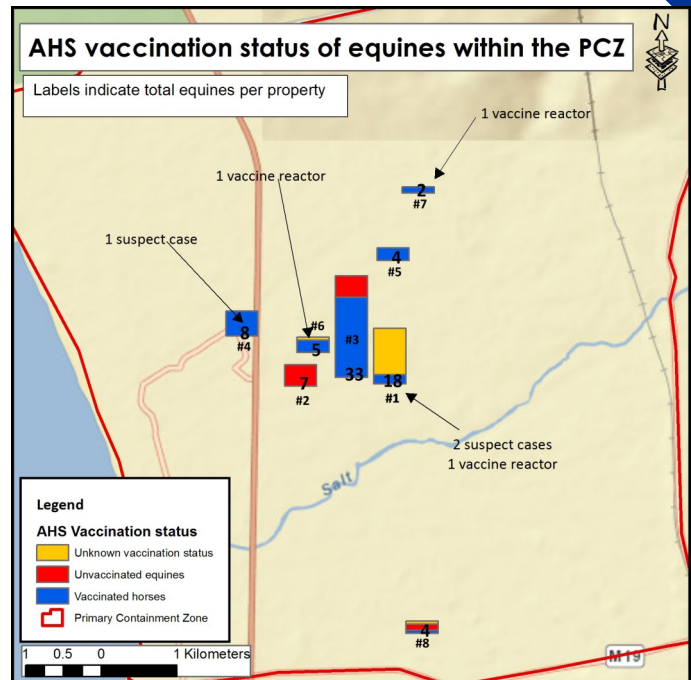 AHS vaccination status of equines within the PCZ
N
Labels indicate total equines per property
1 vaccine reactor
2
#7
1 vaccine reactor
1 suspect case
4
#5
8
#4
#6
5
#3
33
7
#2
18
#1
2 suspect cases
1 vaccine reactor
Salt
Legend
AHS Vaccination status
Unknown vaccination status
Unvaccinated equines
Vaccinated horses
Primary Containment Zone
4
#8
1 0.5 0 1 Kilometers
M19